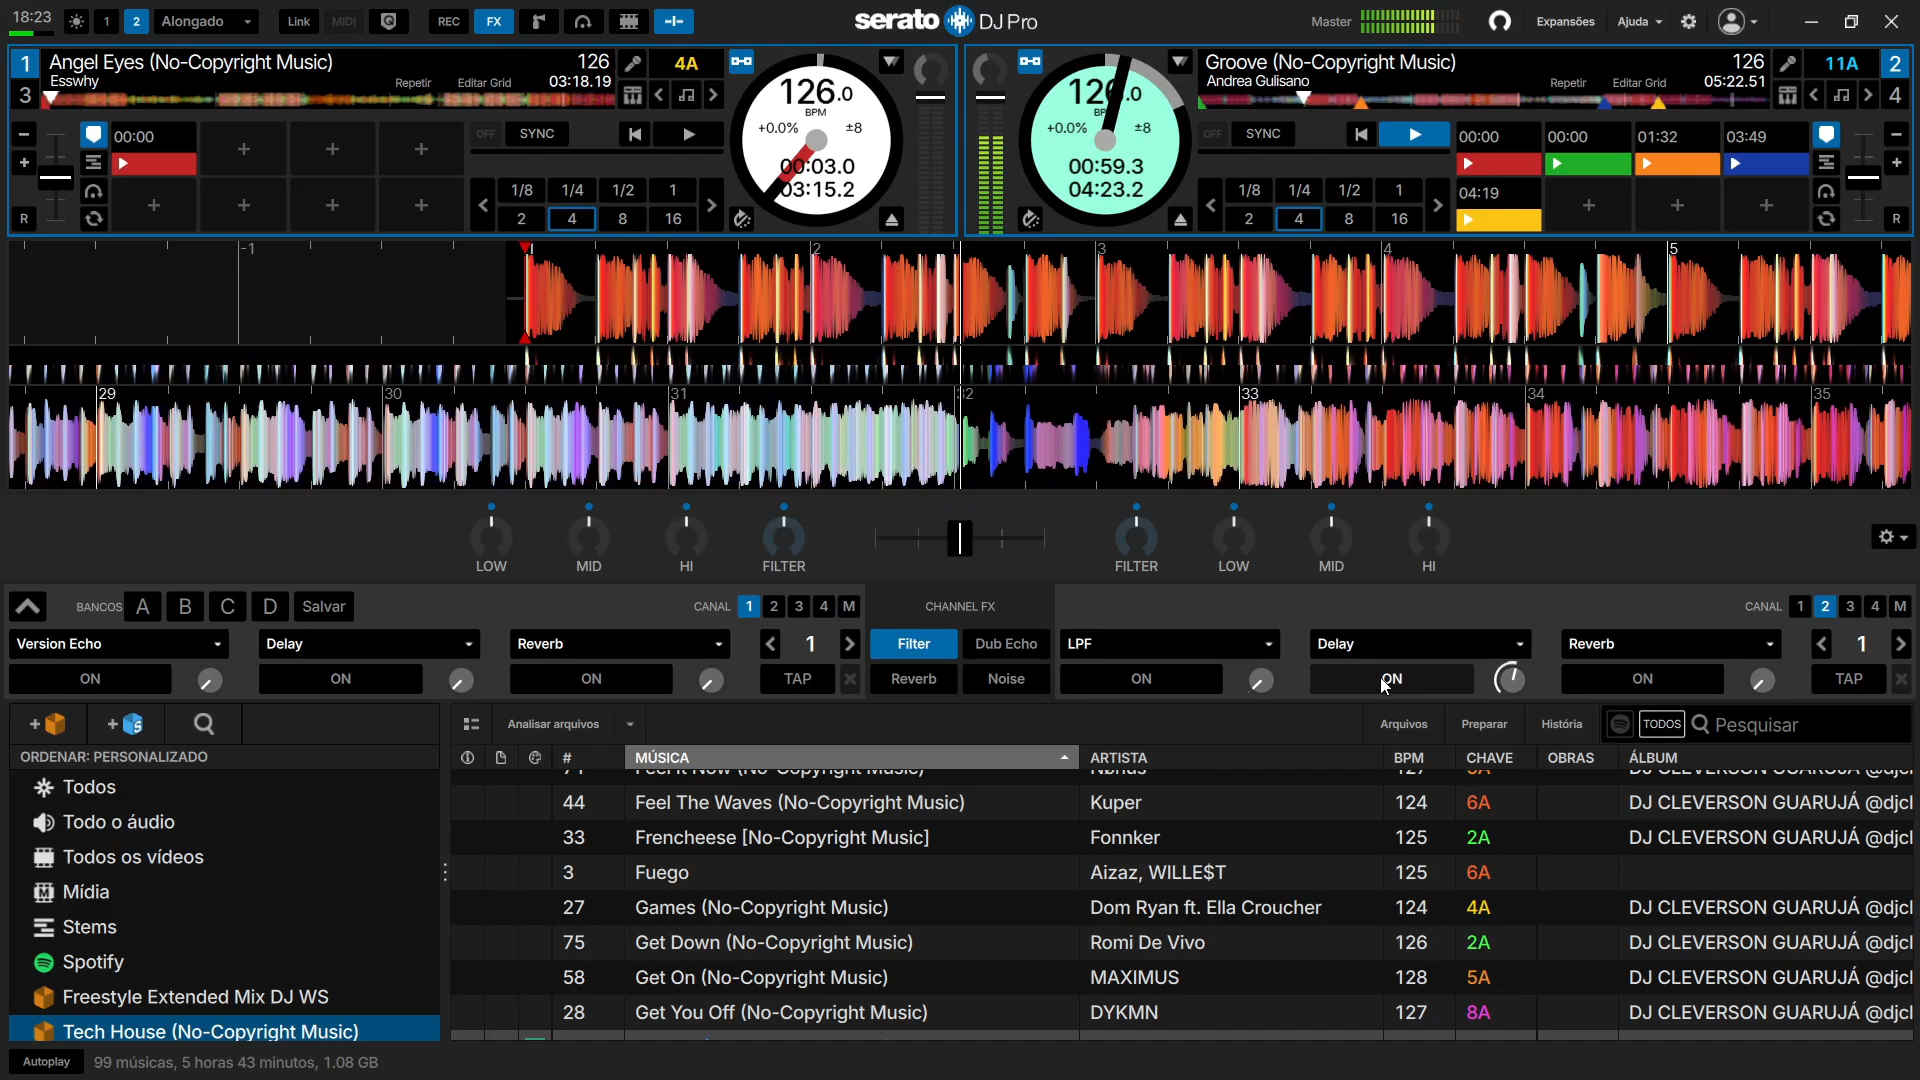 18:23
1
2
Alongado
Link
MIDI
REC
FX
serato DJ Pro
Master
Expansões
Ajuda
1
Angel Eyes (No-Copyright Music)
126
4A
3
Esswhy
Repetir
Editar Grid
03:18.19
126.0
BPM
+0.0%
±8
00:03.0
03:15.2
Groove (No-Copyright Music)
126
11A
2
Andrea Gulisano
Repetir
Editar Grid
05:22.51
4
BPM
+0.0%
±8
00:59.3
04:23.2
00:00
OFF
SYNC
1/8
1/4
1/2
1
2
4
8
16
R
OFF
SYNC
1/8
1/4
1/2
1
2
4
8
16
00:00
00:00
01:32
03:49
04:19
R
-1
1
2
3
4
5
29
30
31
32
33
34
35
LOW
MID
HI
FILTER
FILTER
LOW
MID
HI
BANCOS
A
B
C
D
Salvar
CANAL
1
2
3
4
M
CHANNEL FX
CANAL
1
2
3
4
M
Version Echo
Delay
Reverb
1
Filter
Dub Echo
LPF
Delay
Reverb
1
ON
ON
ON
TAP
Reverb
Noise
ON
ON
ON
TAP
Analisar arquivos
Arquivos
Preparar
História
TODOS
Pesquisar
ORDENAR: PERSONALIZADO
# MÚSICA ARTISTA BPM CHAVE OBRAS ÁLBUM
Todos
Todo o áudio
Todos os vídeos
Mídia
Stems
Spotify
Freestyle Extended Mix DJ WS
Tech House (No-Copyright Music)
44 Feel The Waves (No-Copyright Music) Kuper 124 6A DJ CLEVERSON GUARUJÁ @djcl
33 Frencheese [No-Copyright Music] Fonnker 125 2A DJ CLEVERSON GUARUJÁ @djcl
3 Fuego Aizaz, WILLE$T 125 6A
27 Games (No-Copyright Music) Dom Ryan ft. Ella Croucher 124 4A DJ CLEVERSON GUARUJÁ @djcl
75 Get Down (No-Copyright Music) Romi De Vivo 126 2A DJ CLEVERSON GUARUJÁ @djcl
58 Get On (No-Copyright Music) MAXIMUS 128 5A DJ CLEVERSON GUARUJÁ @djcl
28 Get You Off (No-Copyright Music) DYKMN 127 8A DJ CLEVERSON GUARUJÁ @djcl
Autoplay
99 músicas, 5 horas 43 minutos, 1.08 GB